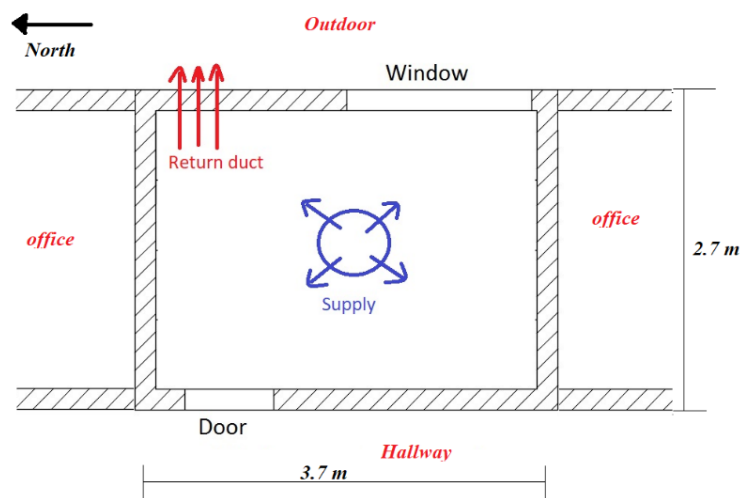 Outdoor
North
Window
Return duct
office
office
2.7 m
Supply
Door
Hallway
3.7 m